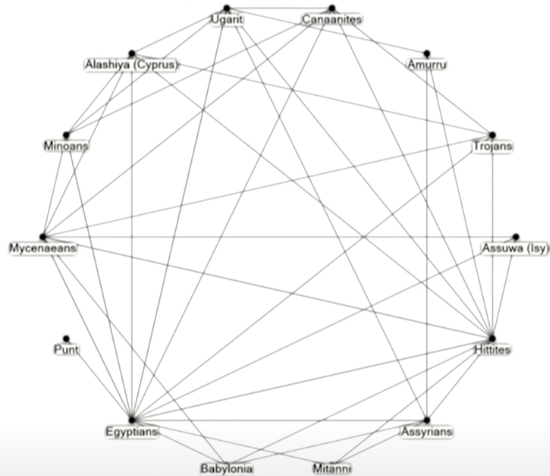 Ugarit
Canaanites
Alashiya (Cyprus)
Amurru
Minoans
Trojans
Mycenaeans
Assuwa (Isy)
Punt
Hittites
Egyptians
Assyrians
Babylonia
Mitanni